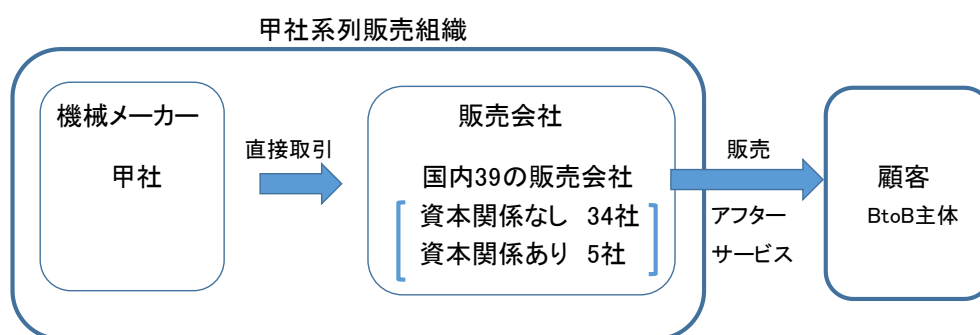 甲社系列販売組織
機械メーカー
甲社
直接取引
販売会社
国内39の販売会社
資本関係なし 34社
資本関係あり 5社
販売
アフター
サービス
顧客
BtoB主体